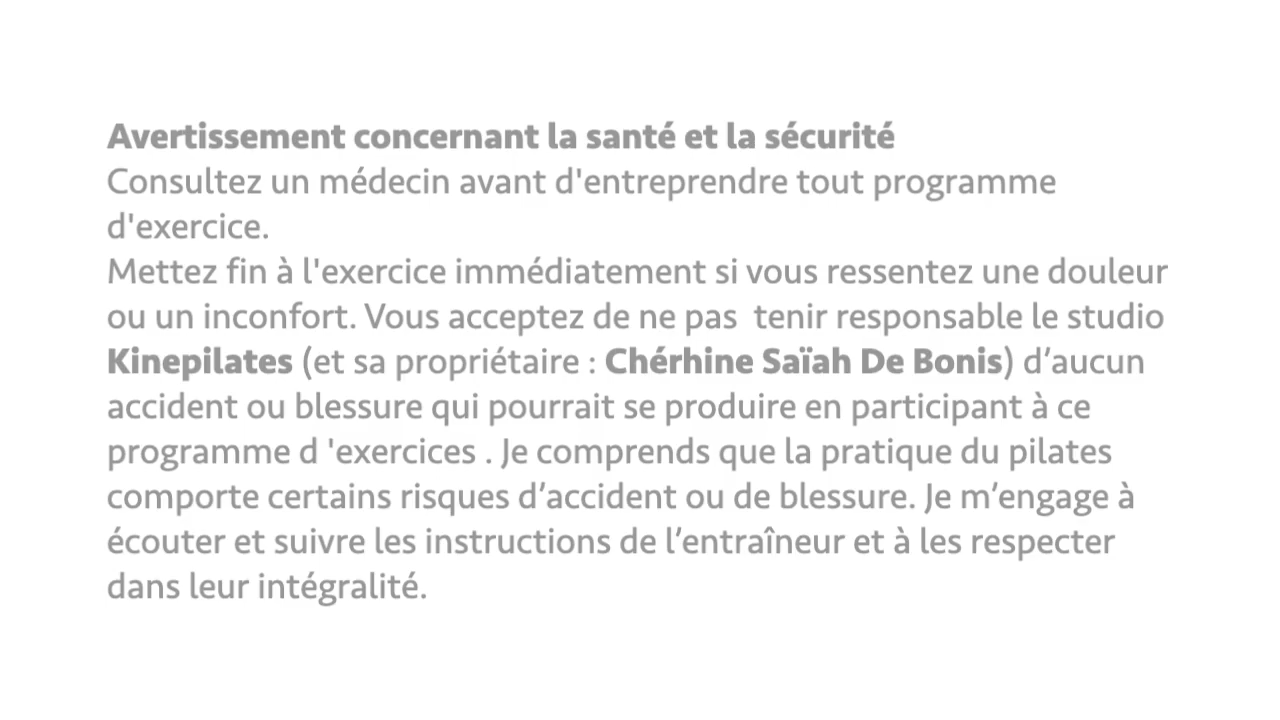 Avertissement concernant la santé et la sécurité
Consultez un médecin avant d'entreprendre tout programme
d'exercice.
Mettez fin à l'exercice immédiatement si vous ressentez une douleur
ou un inconfort. Vous acceptez de ne pas  tenir responsable le studio
Kinepilates (et sa propriétaire : Chérhine Saïah De Bonis) d’aucun
accident ou blessure qui pourrait se produire en participant à ce
programme d 'exercices . Je comprends que la pratique du pilates
comporte certains risques d’accident ou de blessure. Je m’engage à
écouter et suivre les instructions de l’entraîneur et à les respecter
dans leur intégralité.